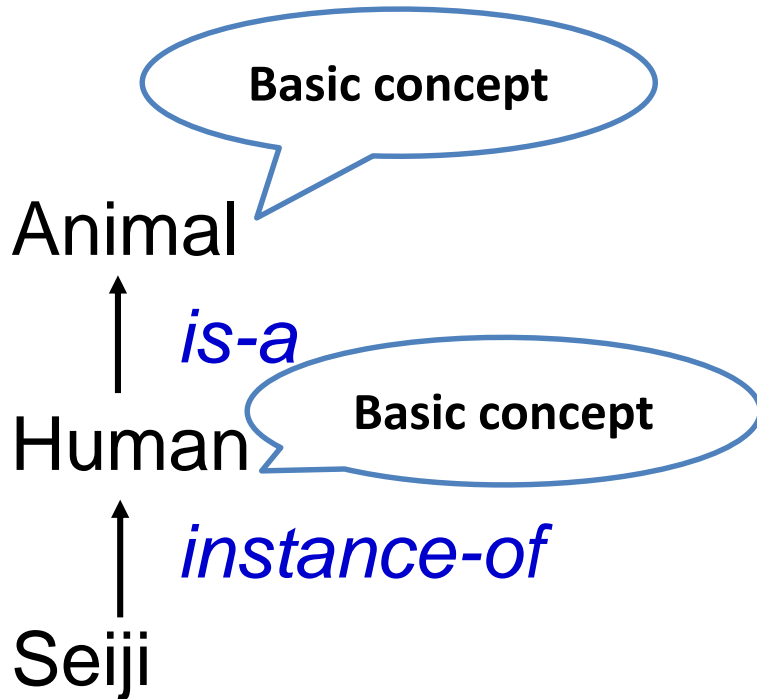 Basic concept
Animal
is-a
Basic concept
Human
instance-of
Seiji